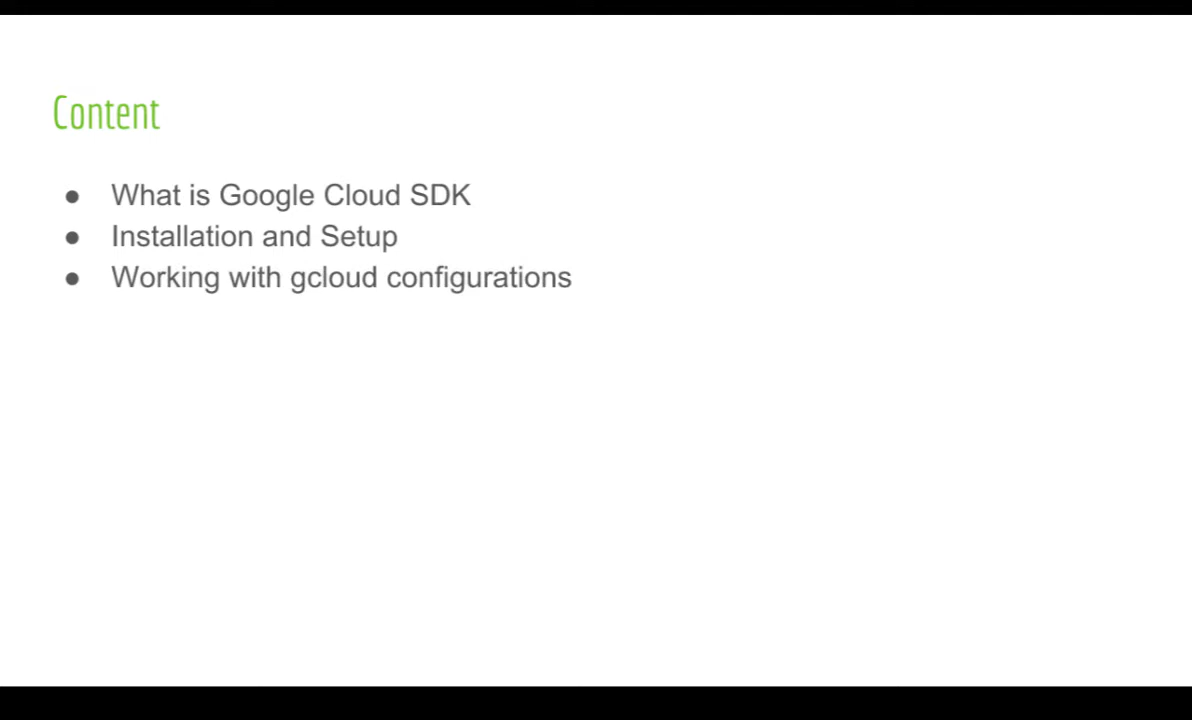 Content
● What is Google Cloud SDK
● Installation and Setup
● Working with gcloud configurations